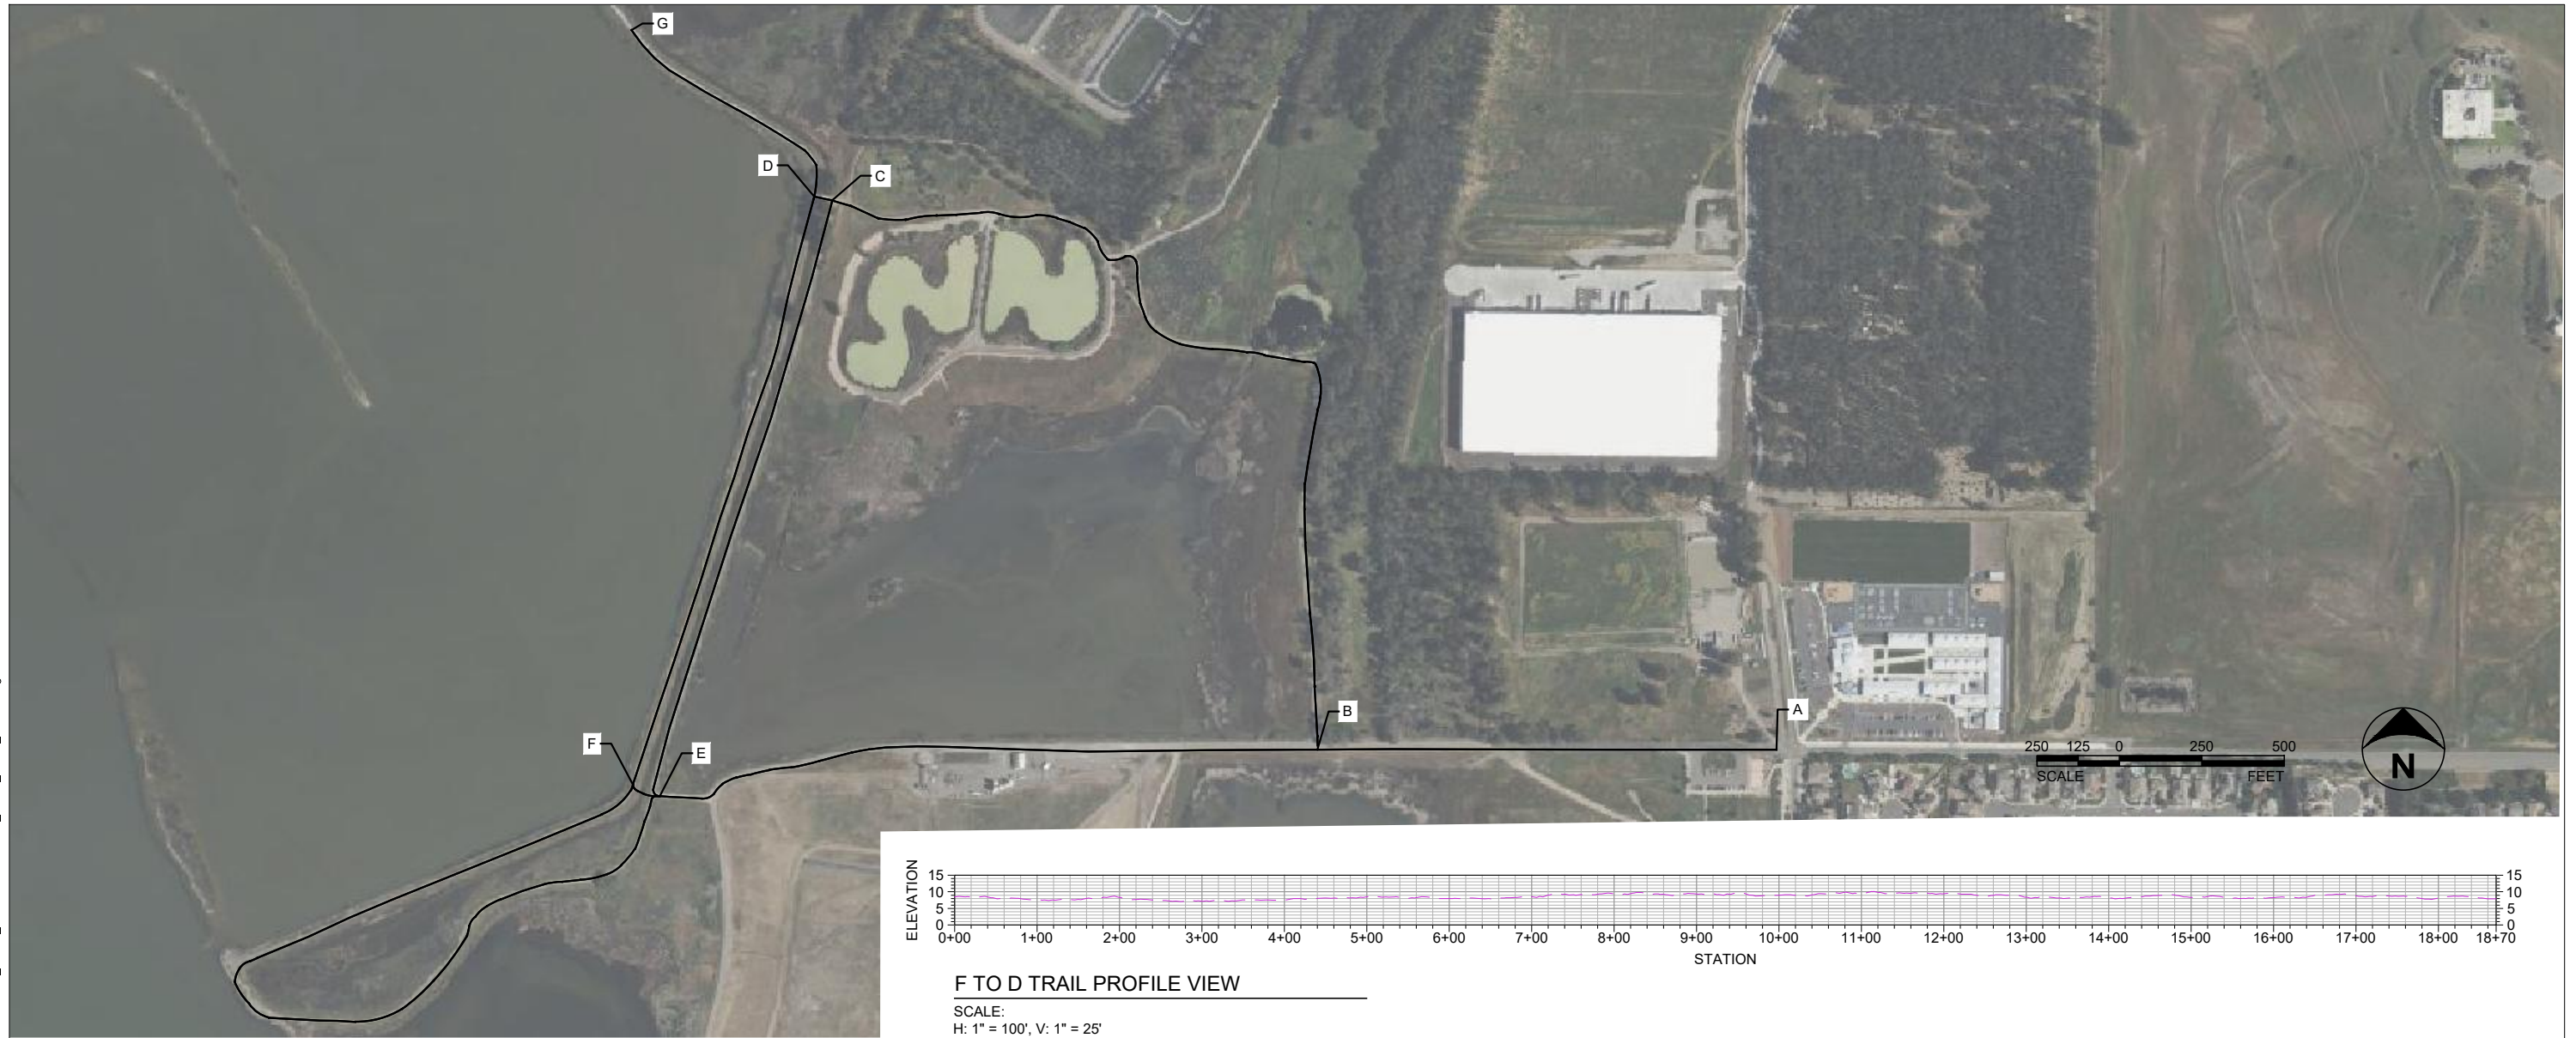 G
D
C
F
E
B
A
250 125 0 250 500
SCALE FEET
N
ELEVATION
15 15
10 10
5 5
0 0
0+00 1+00 2+00 3+00 4+00 5+00 6+00 7+00 8+00 9+00 10+00 11+00 12+00 13+00 14+00 15+00 16+00 17+00 18+00 18+70
STATION
F TO D TRAIL PROFILE VIEW
SCALE:
H: 1" = 100', V: 1" = 25'